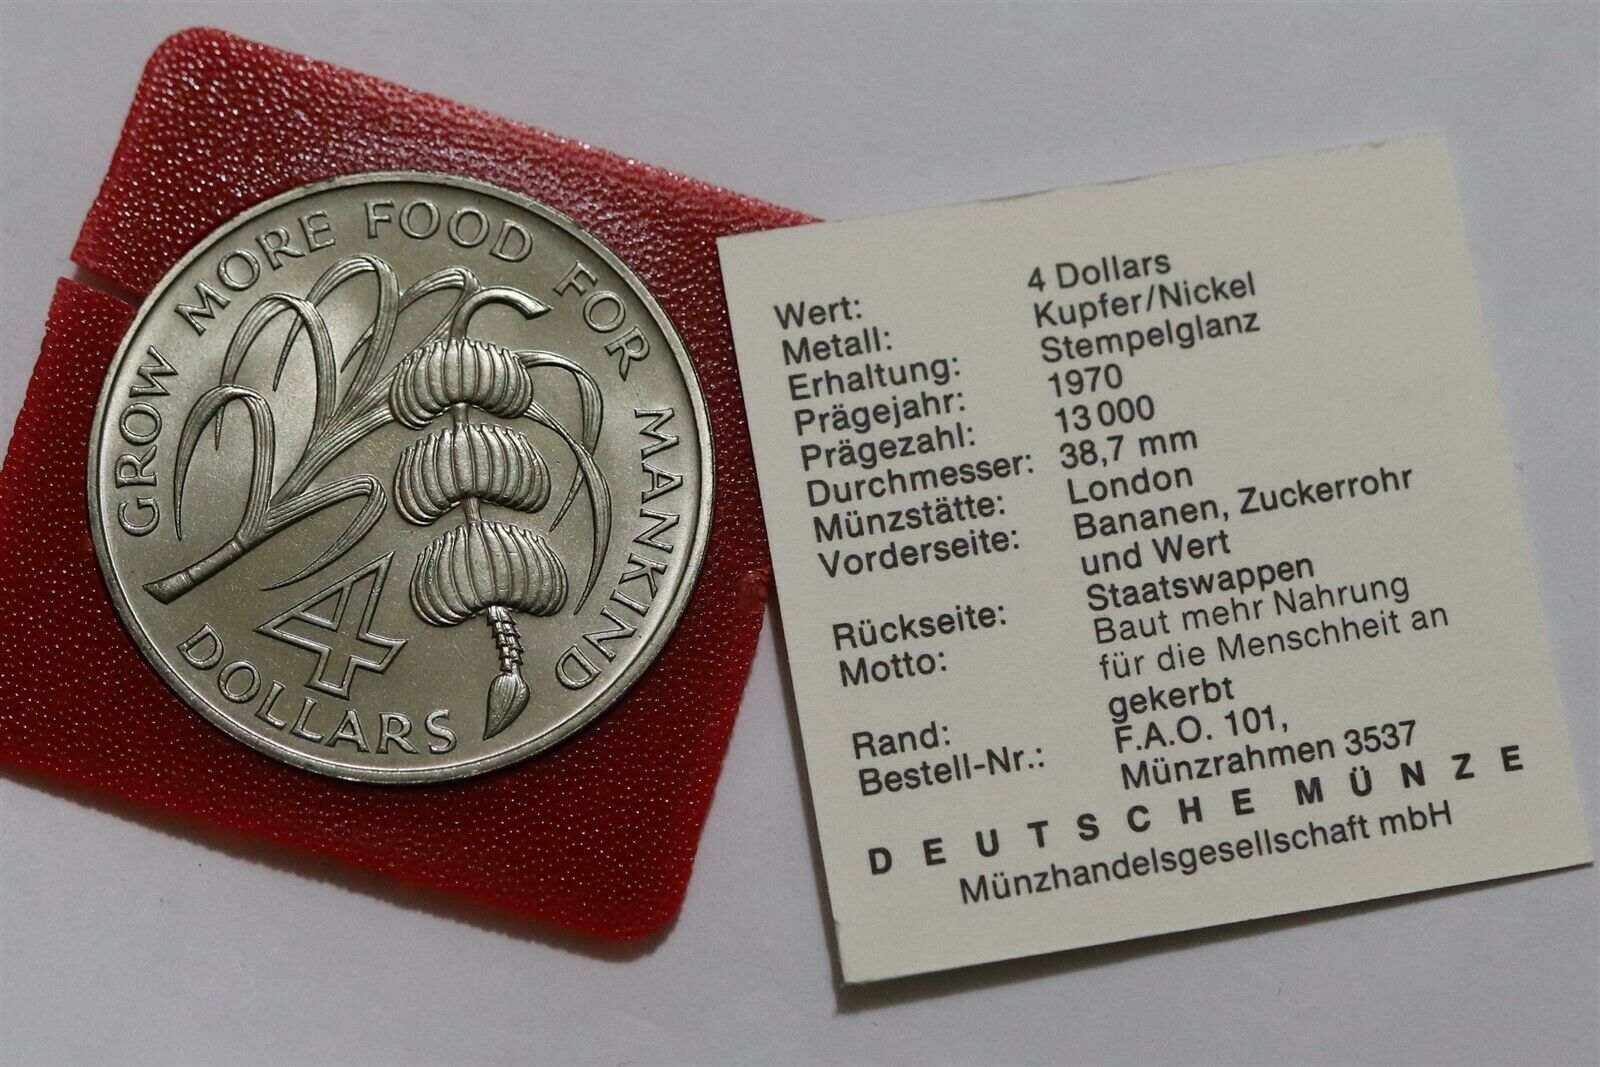 GROW MORE FOOD FOR MANKIND
4
DOLLARS
Wert: 4 Dollars
Metall: Kupfer/Nickel
Erhaltung: Stempelglanz
Prägejahr: 1970
Prägezahl: 13 000
Durchmesser: 38,7 mm
Münzstätte: London
Vorderseite: Bananen, Zuckerrohr
und Wert
Rückseite: Staatswappen
Motto: Baut mehr Nahrung
für die Menschheit an
Rand: gekerbt
Bestell-Nr.: F.A.O. 101,
Münzrahmen 3537
DEUTSCHE MÜNZE
Münzhandelsgesellschaft mbH